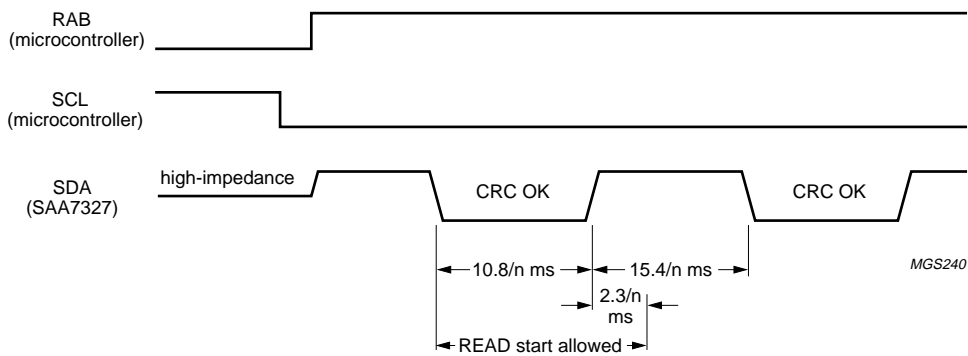 RAB
(microcontroller)
SCL
(microcontroller)
SDA
(SAA7327)
high-impedance
CRC OK
CRC OK
10.8/n ms
15.4/n ms
2.3/n
ms
READ start allowed
MGS240